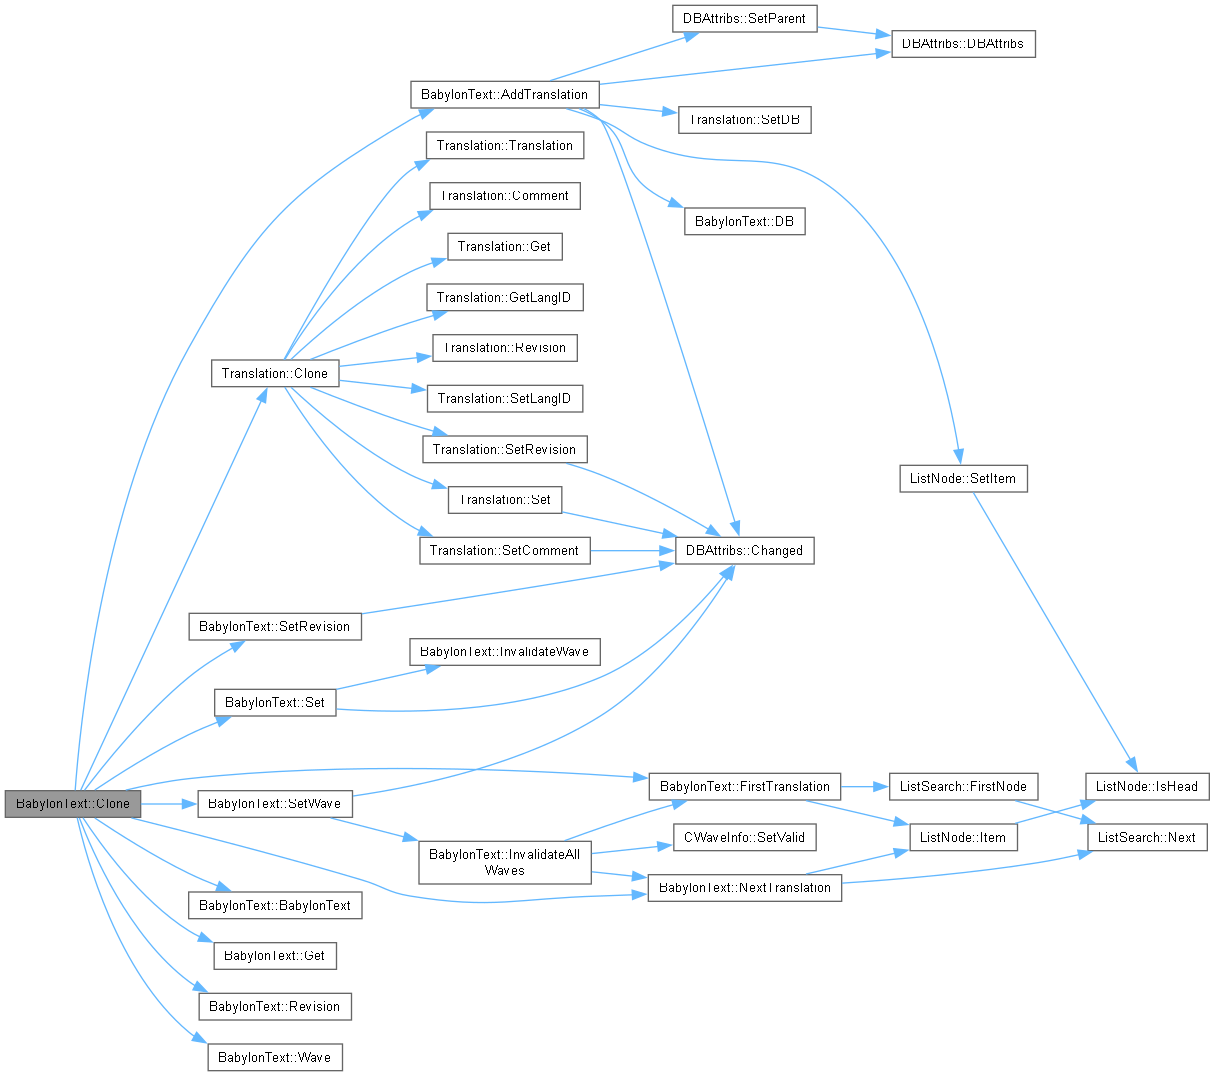 DBAttribs::SetParent
DBAttribs::DBAttribs
BabylonText::AddTranslation
Translation::SetDB
Translation::Translation
Translation::Comment
BabylonText::DB
Translation::Get
Translation::GetLangID
Translation::Revision
Translation::Clone
Translation::SetLangID
Translation::SetRevision
ListNode::SetItem
Translation::Set
Translation::SetComment
DBAttribs::Changed
BabylonText::SetRevision
BabylonText::InvalidateWave
BabylonText::Set
BabylonText::FirstTranslation
ListSearch::FirstNode
ListNode::IsHead
BabylonText::Clone
BabylonText::SetWave
CWaveInfo::SetValid
ListNode::Item
ListSearch::Next
BabylonText::InvalidateAll
Waves
BabylonText::NextTranslation
BabylonText::BabylonText
BabylonText::Get
BabylonText::Revision
BabylonText::Wave